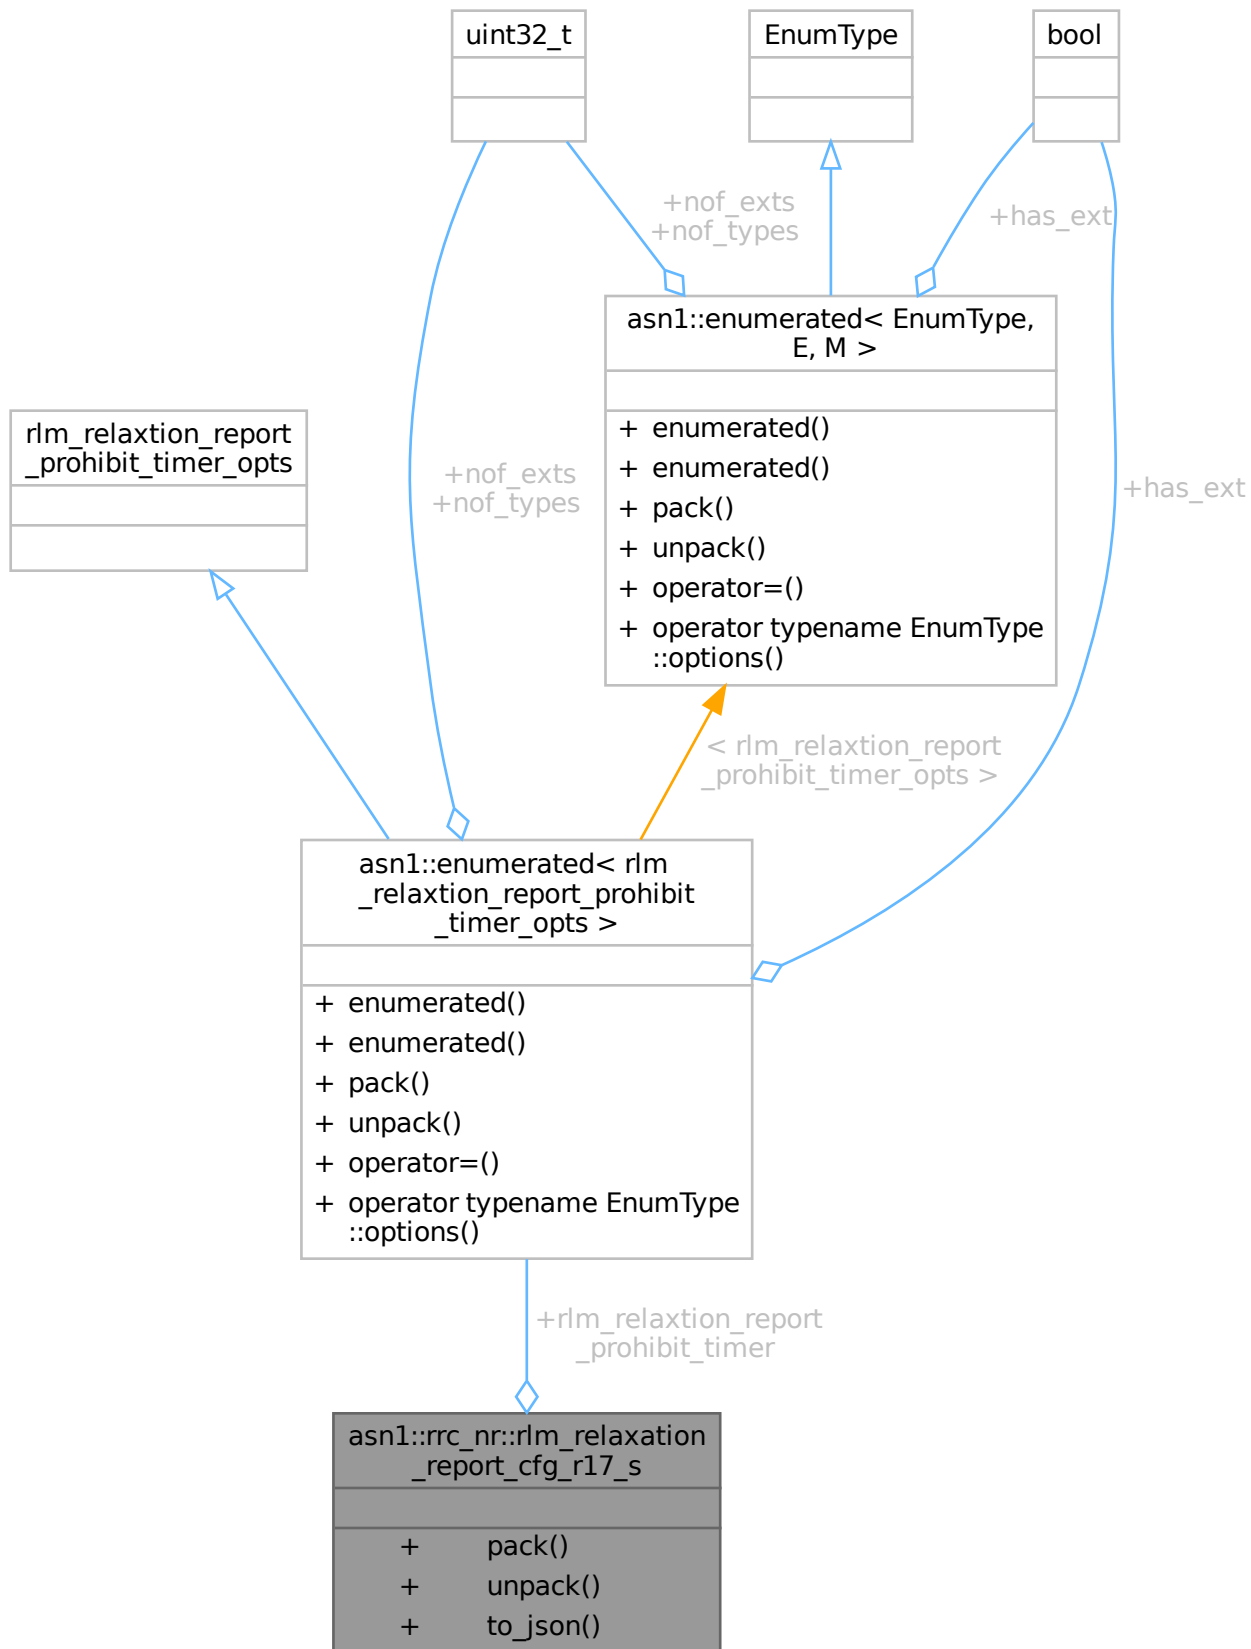 uint32_t
EnumType
bool
+nof_exts
+nof_types
+has_ext
asn1::enumerated< EnumType,
E, M >
+ enumerated()
+ enumerated()
+ pack()
+ unpack()
+ operator=()
+ operator typename EnumType
::options()
rlm_relaxtion_report
_prohibit_timer_opts
+nof_exts
+nof_types
+has_ext
< rlm_relaxtion_report
_prohibit_timer_opts >
asn1::enumerated< rlm
_relaxtion_report_prohibit
_timer_opts >
+ enumerated()
+ enumerated()
+ pack()
+ unpack()
+ operator=()
+ operator typename EnumType
::options()
+rlm_relaxtion_report
_prohibit_timer
asn1::rrc_nr::rlm_relaxation
_report_cfg_r17_s
+ pack()
+ unpack()
+ to_json()